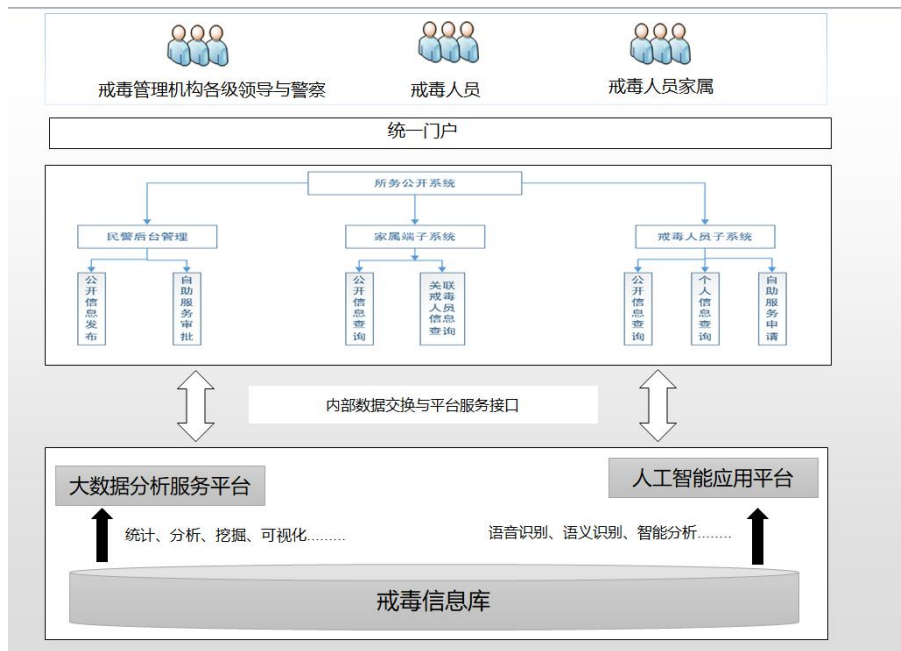 戒毒管理机构各级领导与警察
戒毒人员
戒毒人员家属
统一门户
所务公开系统
民警后台管理
家属端子系统
戒毒人员子系统
公开信息发布
自助服务审批
公开信息查询
关联戒毒人员信息查询
公开信息查询
个人信息查询
自助服务申请
内部数据交换与平台服务接口
大数据分析服务平台
人工智能应用平台
统计、分析、挖掘、可视化.........
语音识别、语义识别、智能分析........
戒毒信息库